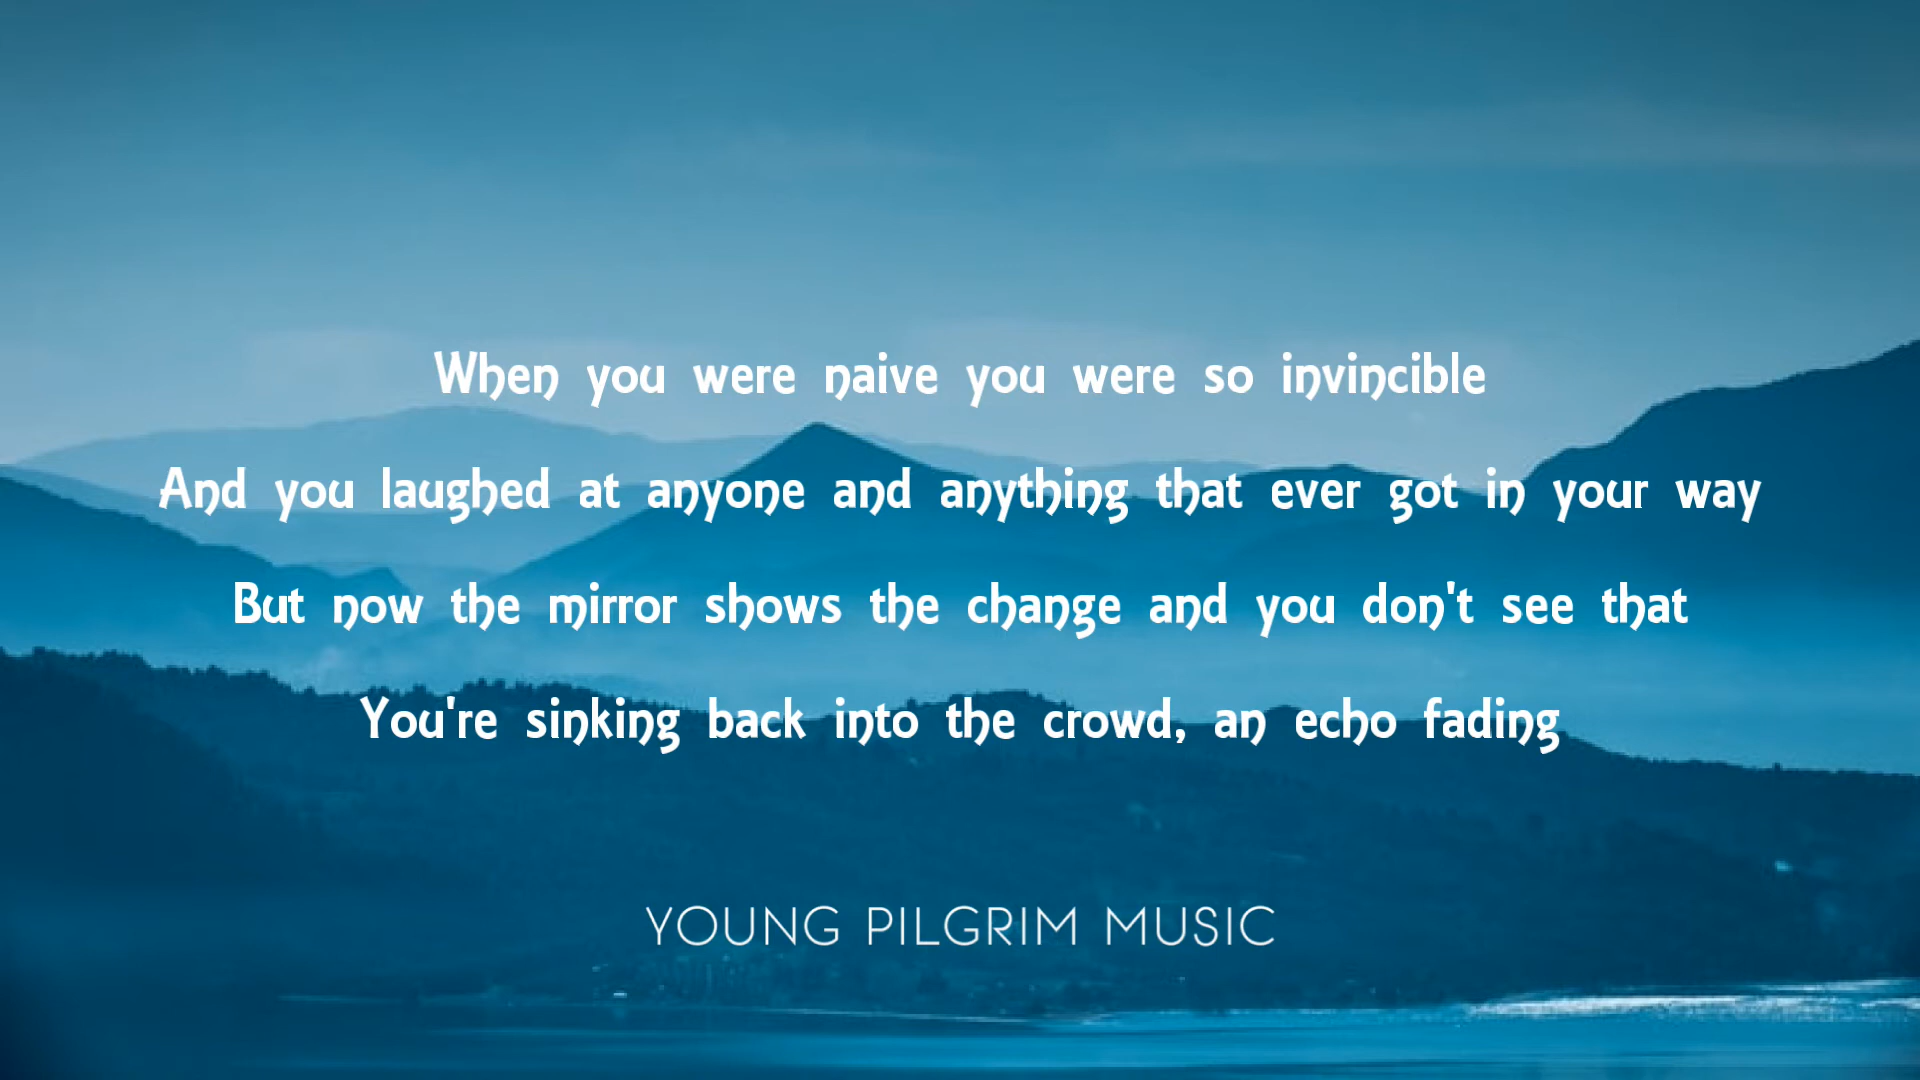 When you were naive you were so invincible
And you laughed at anyone and anything that ever got in your way
But now the mirror shows the change and you don't see that
You're sinking back into the crowd, an echo fading
YOUNG PILGRIM MUSIC